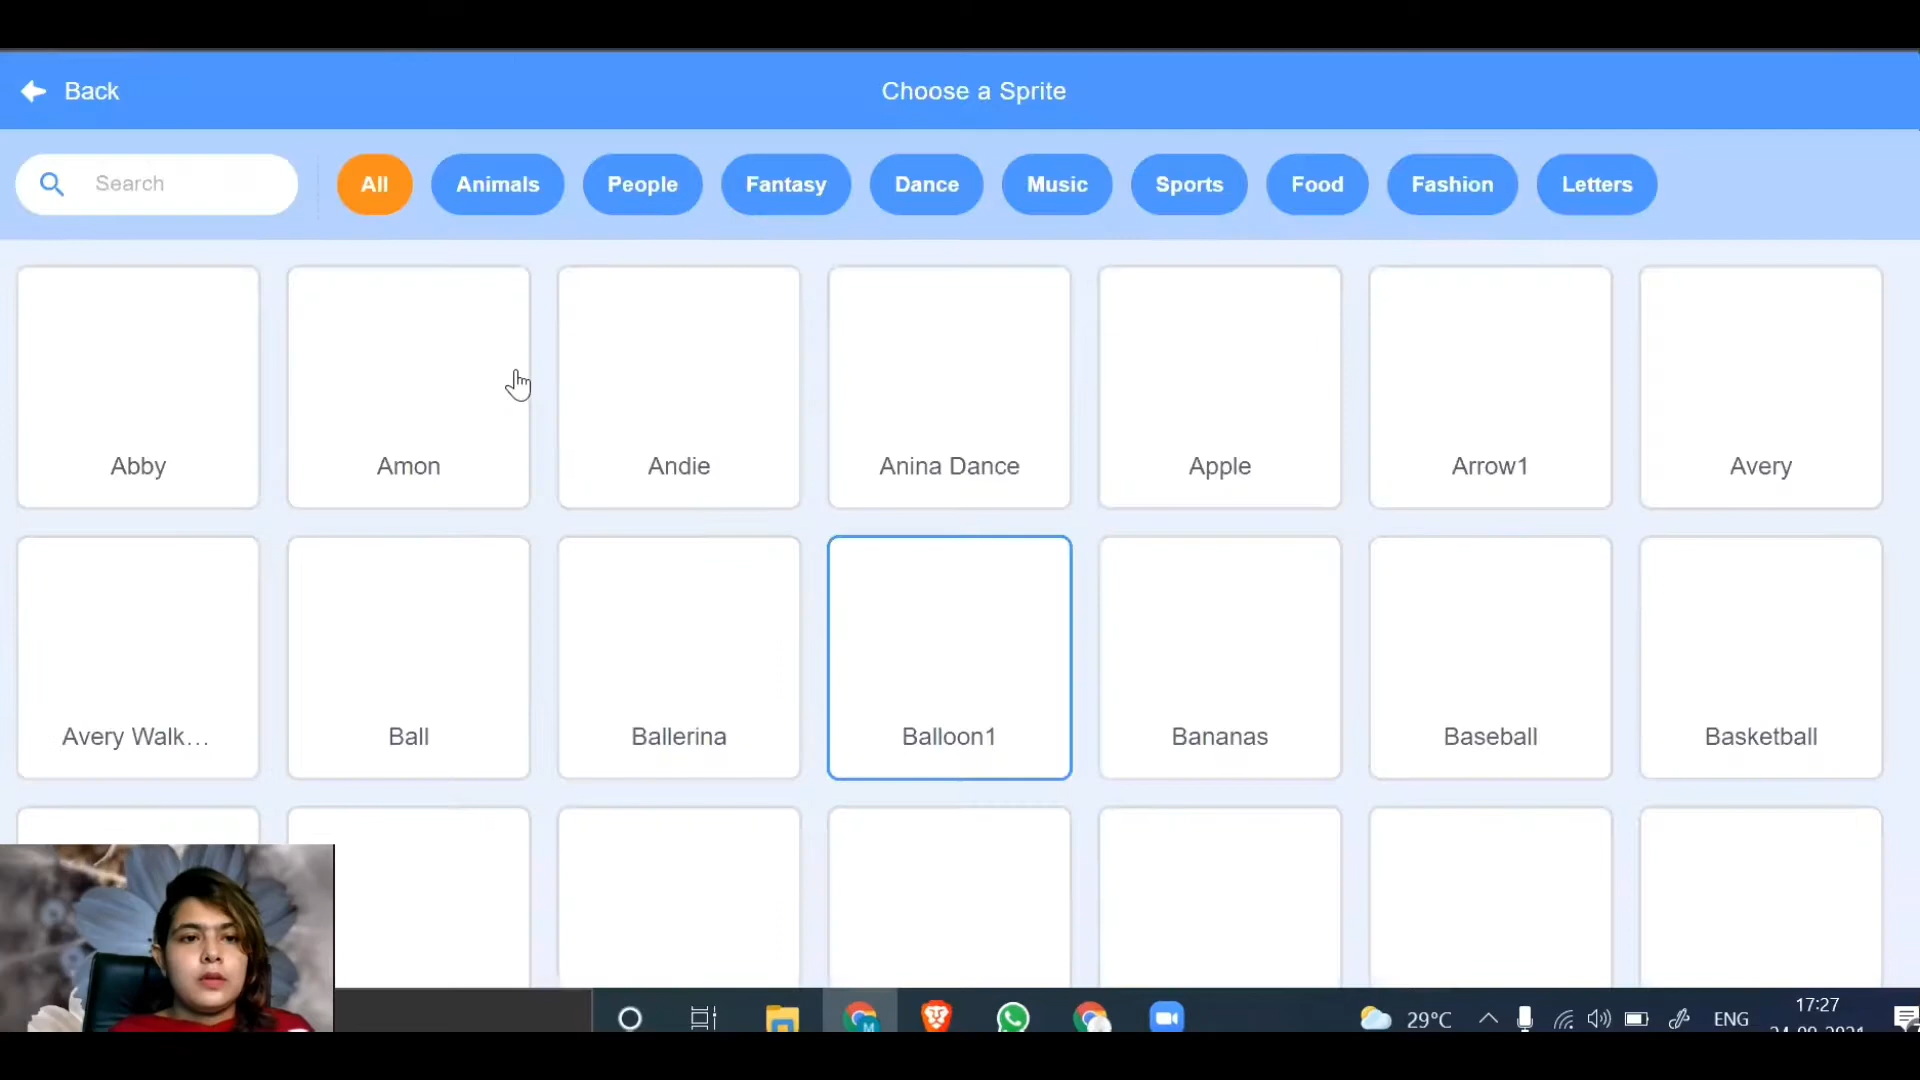 Back
Choose a Sprite
Search
All
Animals
People
Fantasy
Dance
Music
Sports
Food
Fashion
Letters
Abby
Amon
Andie
Anina Dance
Apple
Arrow1
Avery
Avery Walk...
Ball
Ballerina
Balloon1
Bananas
Baseball
Basketball
29°C
ENG
17:27